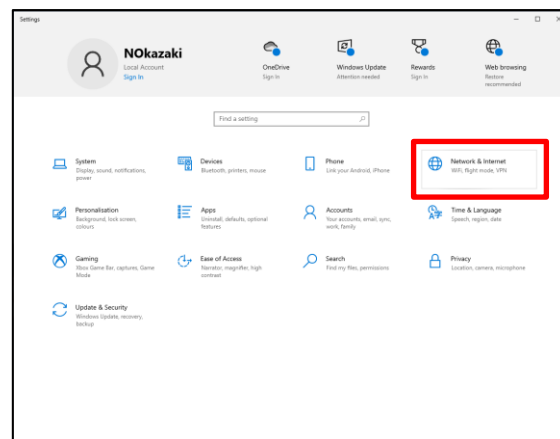 Settings
NOkazaki
Local Account
Sign In
OneDrive
Sign In
Windows Update
Attention needed
Rewards
Sign In
Web browsing
Restore
recommended
Find a setting
System
Display, sound, notifications,
power
Devices
Bluetooth, printers, mouse
Phone
Link your Android, iPhone
Network & Internet
WiFi, flight mode, VPN
Personalisation
Background, lock screen,
colours
Apps
Uninstall, defaults, optional
features
Accounts
Your accounts, email, sync,
work, family
Time & Language
Speech, region, date
Gaming
Xbox Game Bar, captures, Game
Mode
Ease of Access
Narrator, magnifier, high
contrast
Search
Find my files, permissions
Privacy
Location, camera, microphone
Update & Security
Windows Update, recovery,
backup